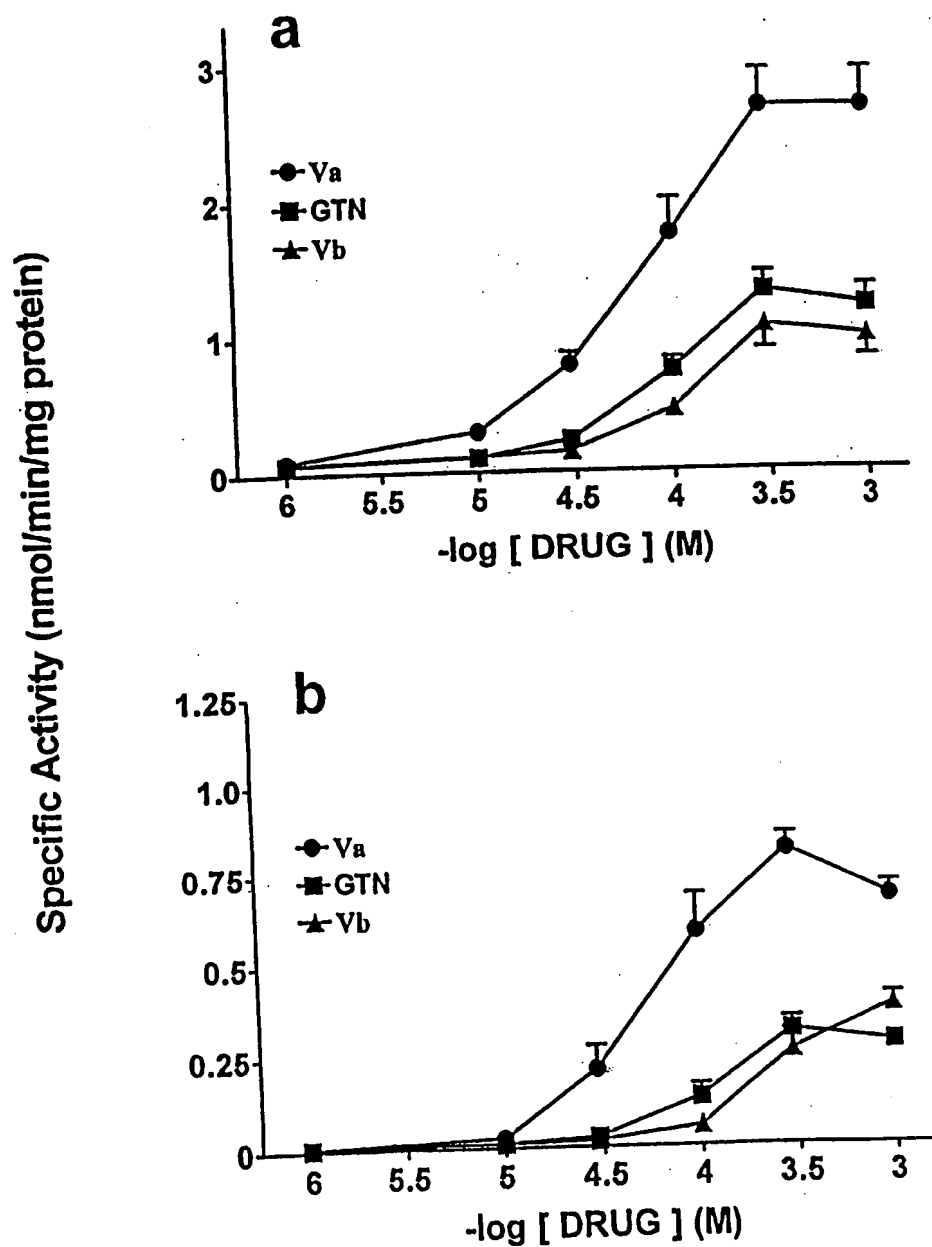 a
3
Va
2
GTN
Vb
1
0
6 5.5 5 4.5 4 3.5 3
-log [ DRUG ] (M)
Specific Activity (nmol/min/mg protein)
b
1.25
1.0
Va
0.75
GTN
Vb
0.5
0.25
0
6 5.5 5 4.5 4 3.5 3
-log [ DRUG ] (M)